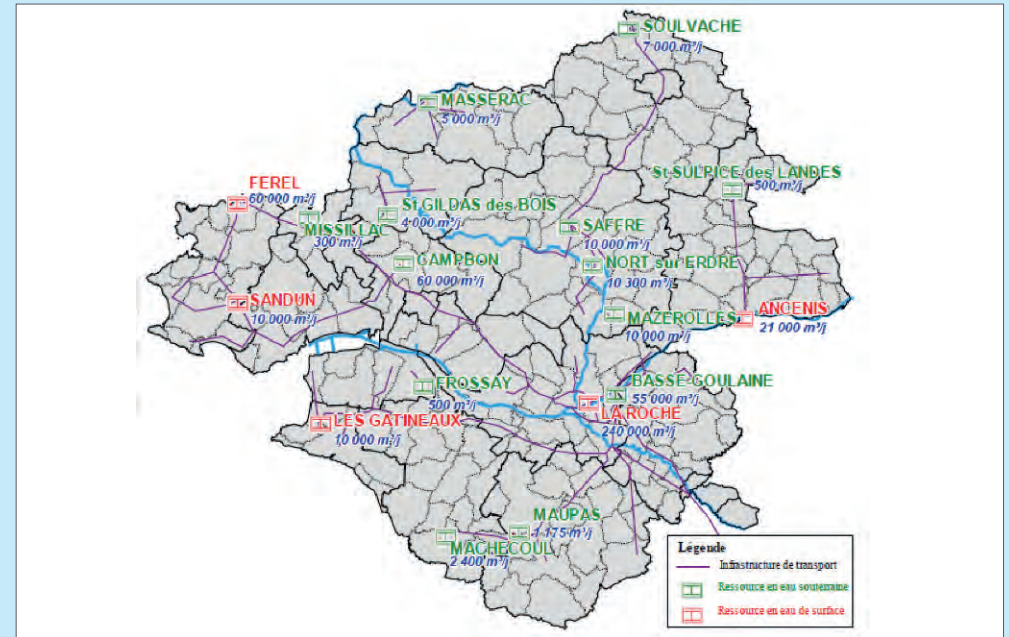 SOULVACHE
7 000 m³/j
MASSERAC
5 000 m³/j
St SULPICE des LANDES
500 m³/j
FEREL
60 000 m³/j
MISSILLAC
300 m³/j
St GILDAS des BOIS
4 000 m³/j
SAFFRE
10 000 m³/j
CAMPBON
60 000 m³/j
NORT sur ERDRE
10 300 m³/j
SANDUN
10 000 m³/j
MAZEROLLES
10 000 m³/j
ANCENIS
21 000 m³/j
FROSSAY
500 m³/j
BASSE-GOULAINE
55 000 m³/j
LA ROCHE
240 000 m³/j
LES GATINEAUX
10 000 m³/j
MAUPAS
1 175 m³/j
MACHECOUL
2 400 m³/j
Légende
Infrastructure de transport
Ressource en eau souterraine
Ressource en eau de surface